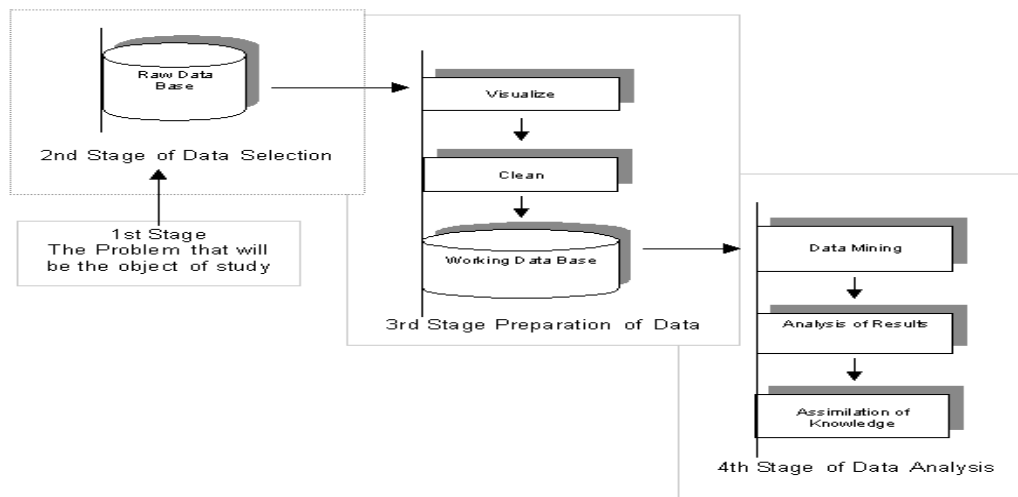 Raw Data
Base
2nd Stage of Data Selection
1st Stage
The Problem that will
be the object of study
Visualize
Clean
Working Data Base
3rd Stage Preparation of Data
Data Mining
Analysis of Results
Assimilation of
Knowledge
4th Stage of Data Analysis